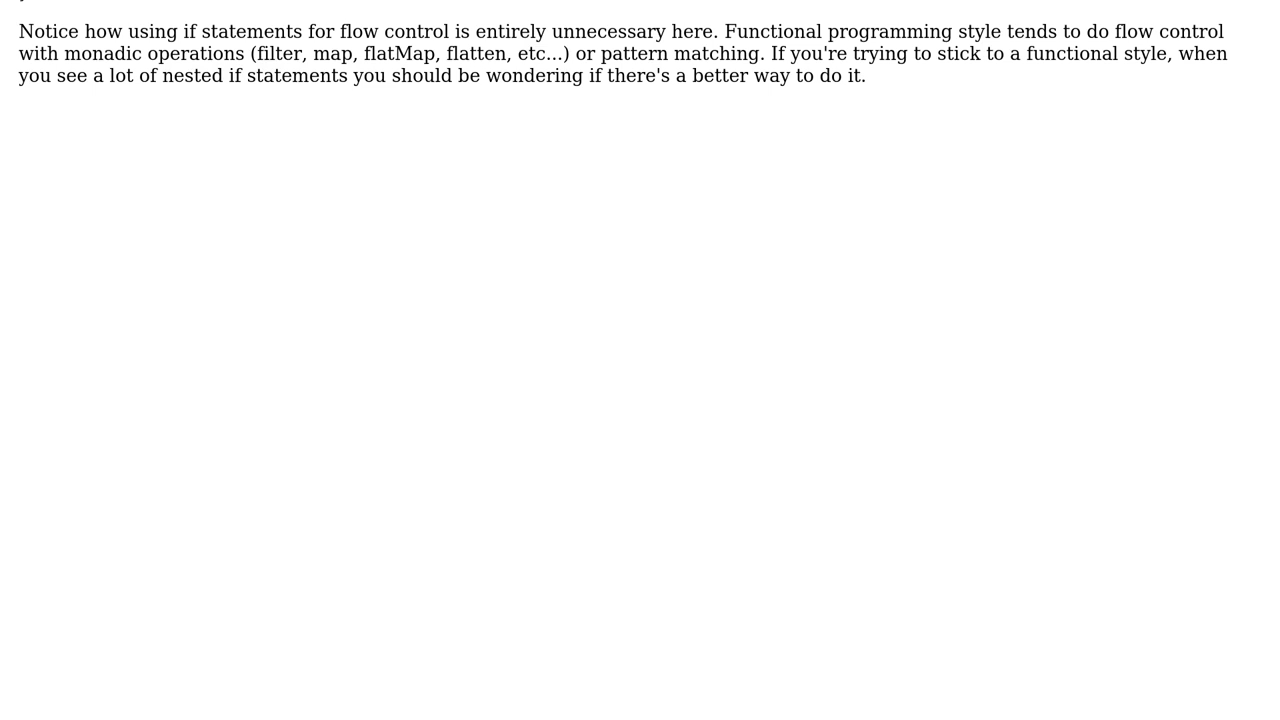 Notice how using if statements for flow control is entirely unnecessary here. Functional programming style tends to do flow control
with monadic operations (filter, map, flatMap, flatten, etc...) or pattern matching. If you're trying to stick to a functional style, when
you see a lot of nested if statements you should be wondering if there's a better way to do it.